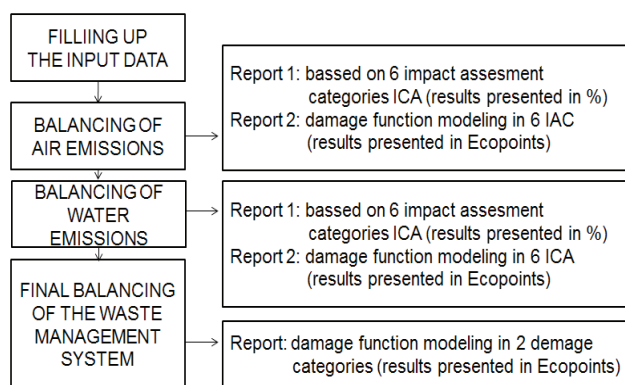 FILLIING UP
THE INPUT DATA
BALANCING OF
AIR EMISSIONS
Report 1: bassed on 6 impact assesment
categories ICA (results presented in %)
Report 2: damage function modeling in 6 IAC
(results presented in Ecopoints)
BALANCING OF
WATER
EMISSIONS
Report 1: bassed on 6 impact assesment
categories ICA (results presented in %)
Report 2: damage function modeling in 6 ICA
(results presented in Ecopoints)
FINAL BALANCING
OF THE WASTE
MANAGEMENT
SYSTEM
Report: damage function modeling in 2 demage
categories (results presented in Ecopoints)